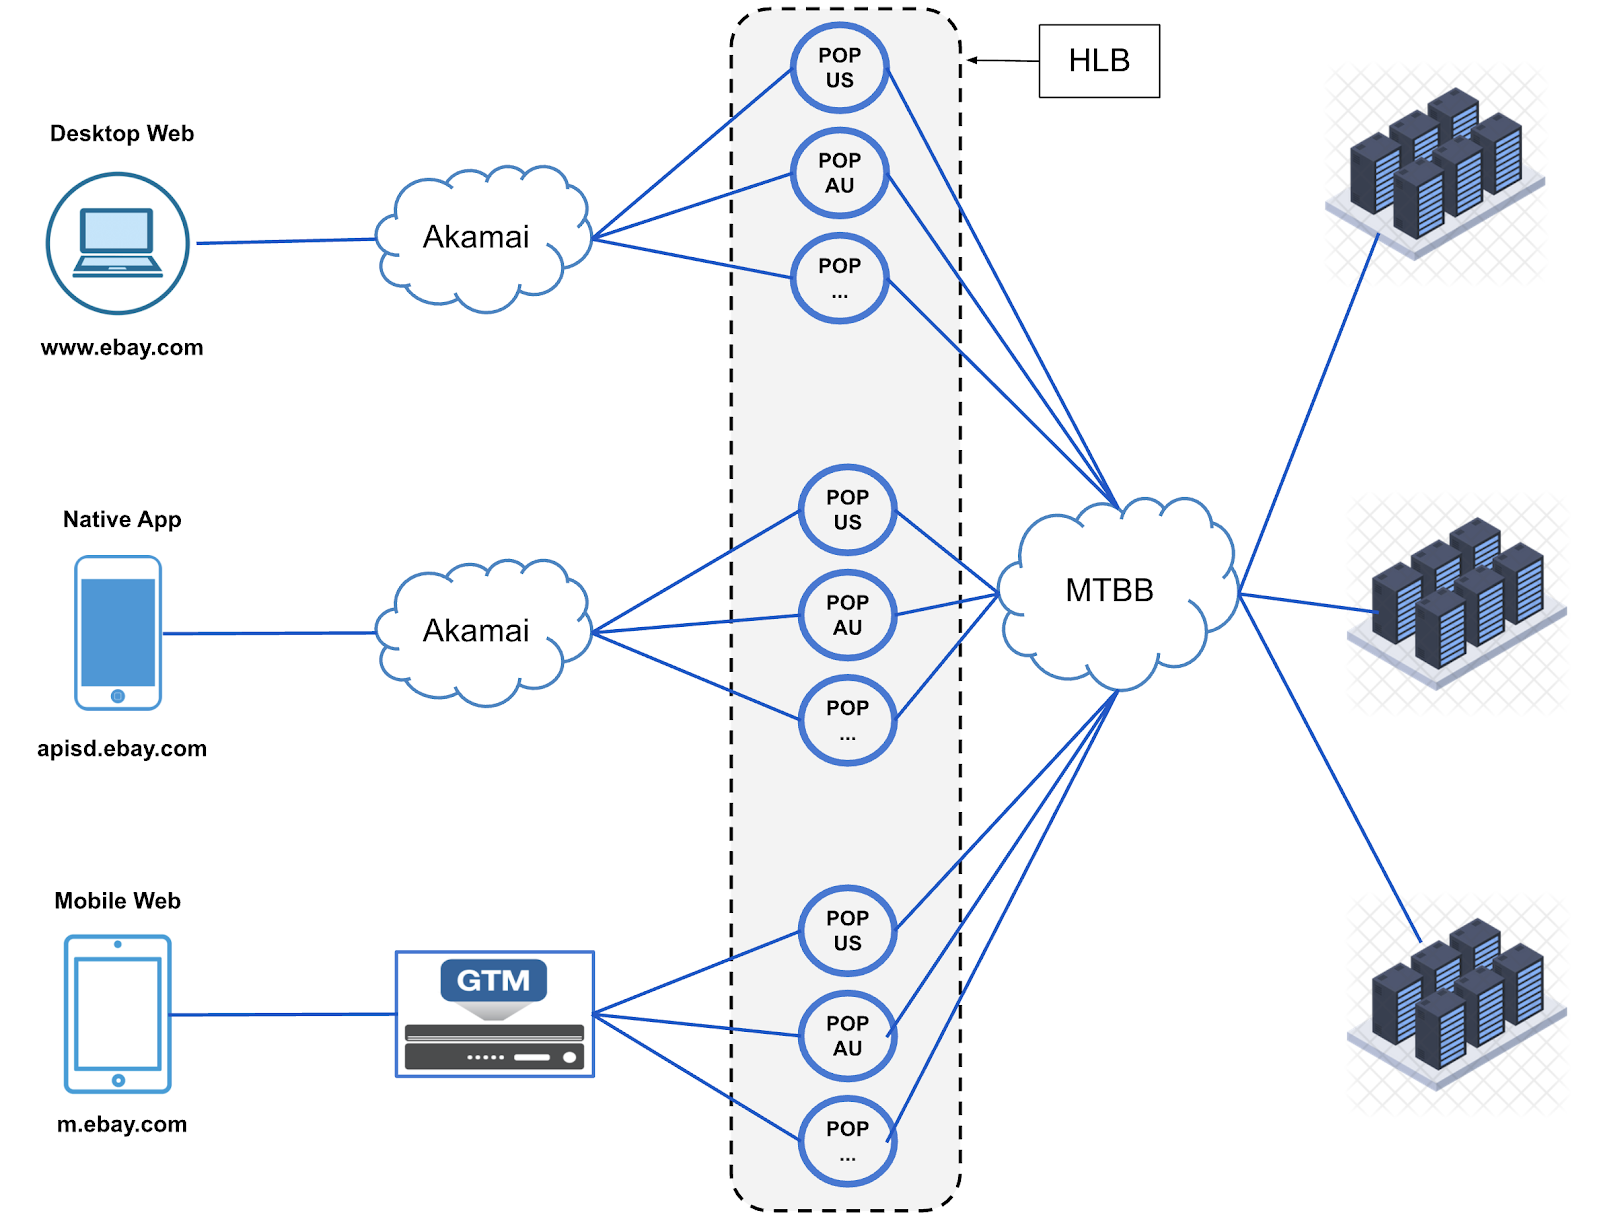 HLB
POP
US
POP
AU
POP
...
Desktop Web
Akamai
www.ebay.com
Native App
Akamai
apisd.ebay.com
POP
US
POP
AU
POP
...
MTBB
Mobile Web
GTM
m.ebay.com
POP
US
POP
AU
POP
...